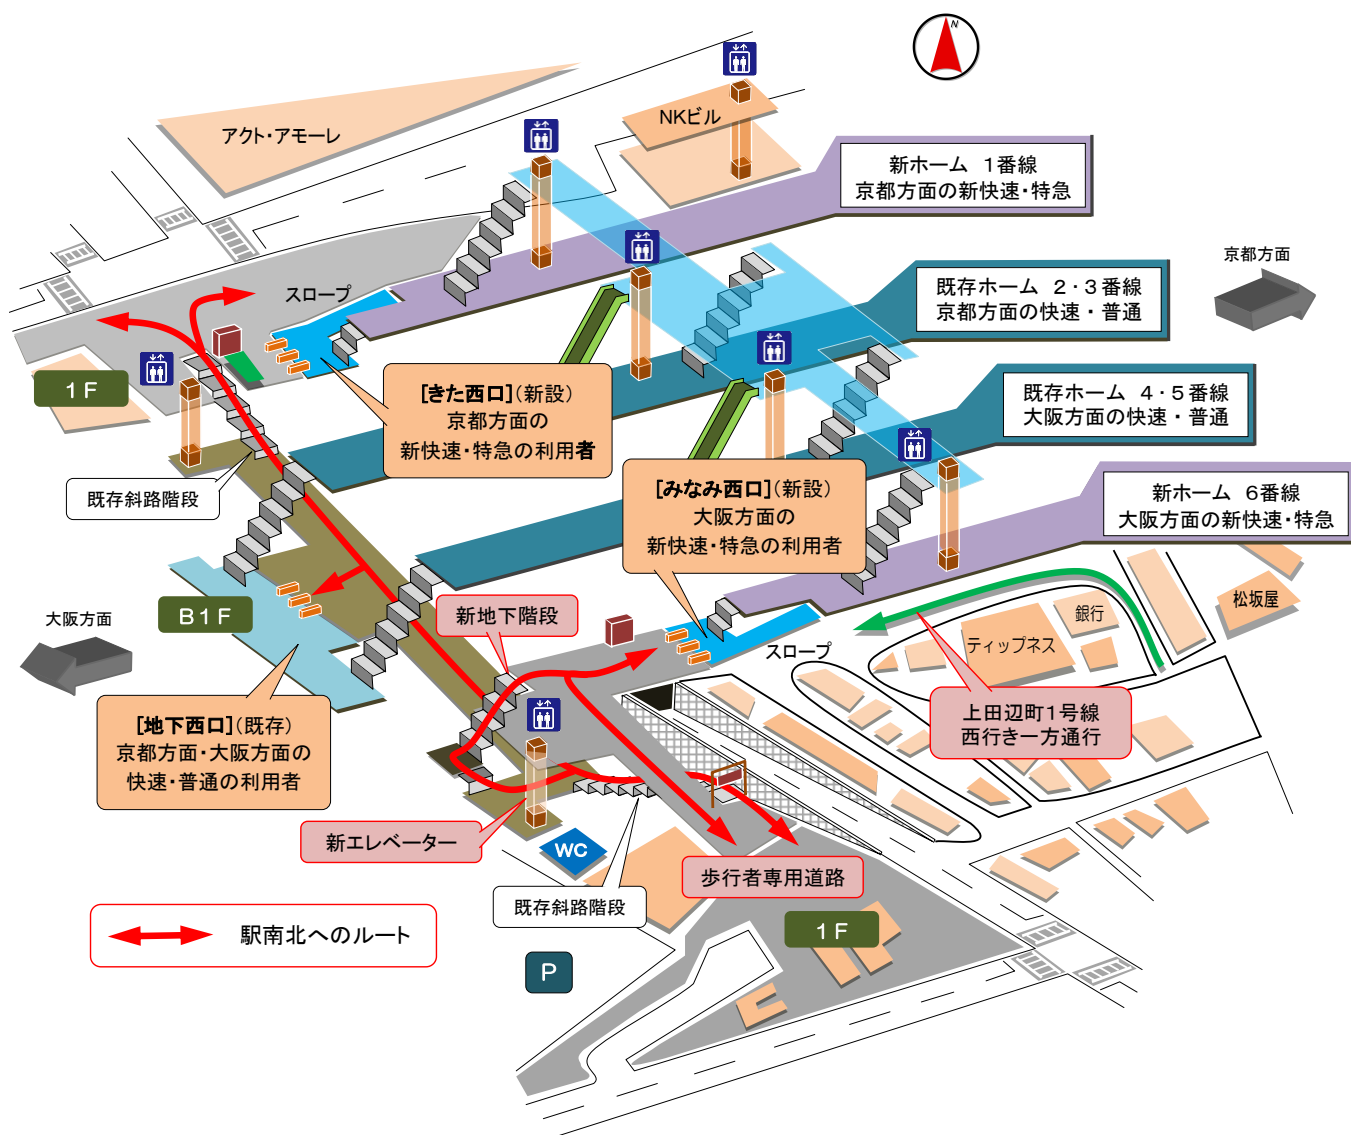 N
アクト・アモーレ
NKビル
新ホーム 1番線
京都方面の新快速・特急
京都方面
スロープ
既存ホーム 2・3番線
京都方面の快速・普通
1F
[きた西口](新設)
京都方面の
新快速・特急の利用者
既存ホーム 4・5番線
大阪方面の快速・普通
既存斜路階段
[みなみ西口](新設)
大阪方面の
新快速・特急の利用者
新ホーム 6番線
大阪方面の新快速・特急
B1F
大阪方面
新地下階段
松坂屋
銀行
ティップネス
スロープ
[地下西口](既存)
京都方面・大阪方面の
快速・普通の利用者
上田辺町1号線
西行き一方通行
新エレベーター
WC
歩行者専用道路
既存斜路階段
1F
駅南北へのルート
P